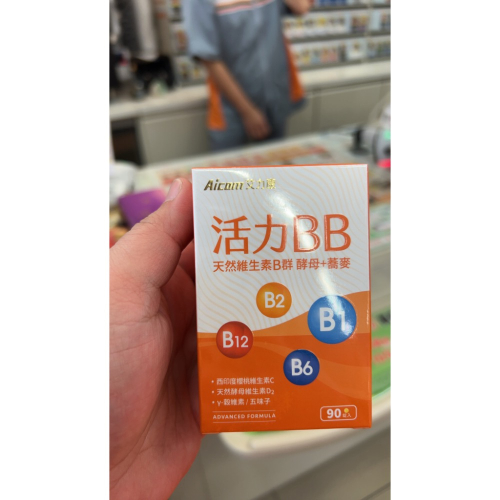 Aicom
活力BB
天然維生素B群 酵母+蕎麥
B2
B1
B12
B6
•西印度櫻桃維生素C
•天然酵母維生素D₂
•γ-穀維素/五味子
ADVANCED FORMULA
90